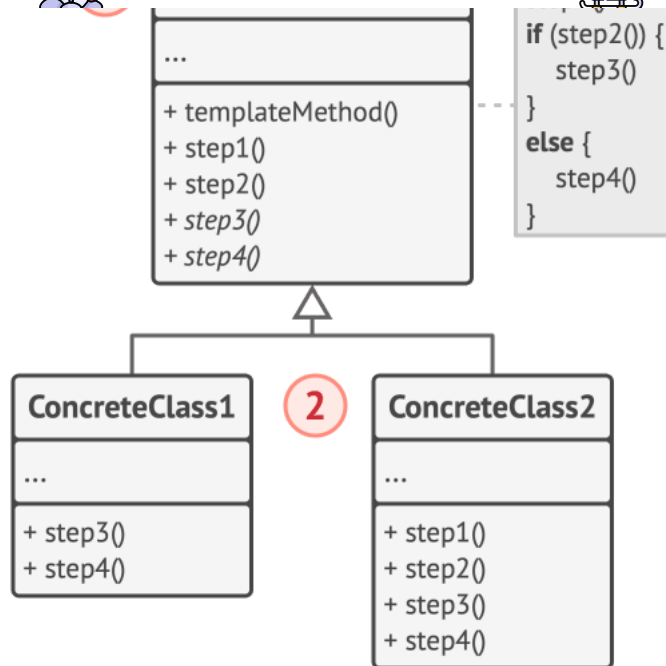 ...
+ templateMethod()
+ step1()
+ step2()
+ step3()
+ step4()
if (step2()) {
step3()
}
else {
step4()
}
ConcreteClass1
...
+ step3()
+ step4()
2
ConcreteClass2
...
+ step1()
+ step2()
+ step3()
+ step4()